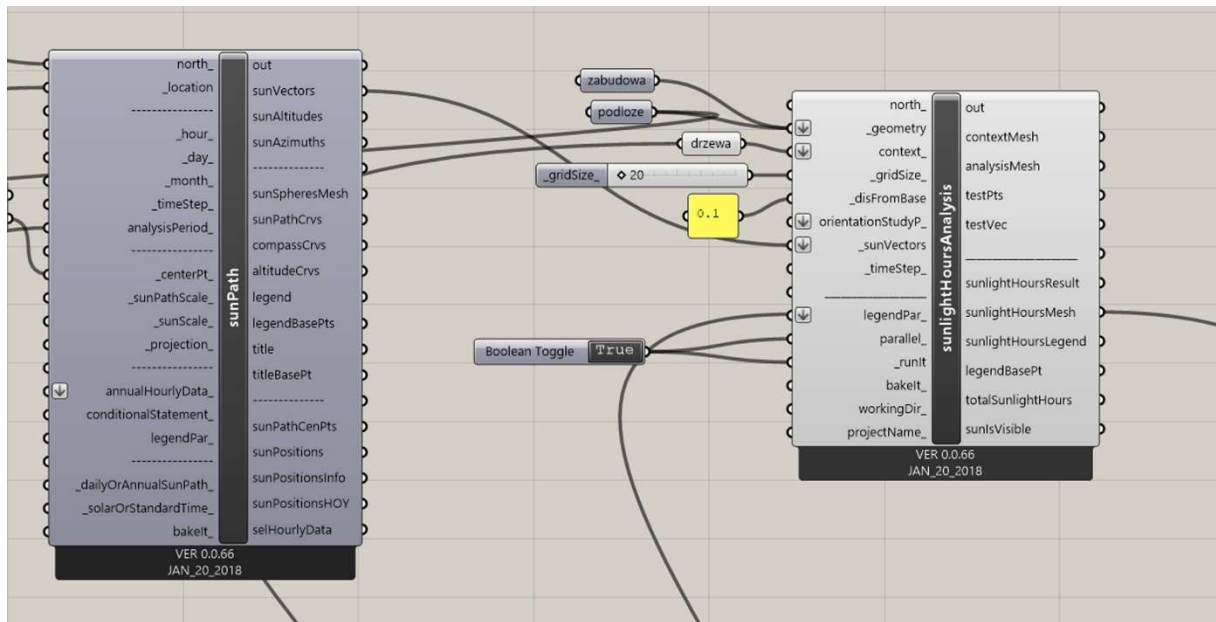 north_
_location
---------------
_hour_
_day_
_month_
_timeStep_
analysisPeriod_
---------------
_centerPt_
_sunPathScale_
_sunScale_
_projection_
---------------
annualHourlyData_
conditionalStatement_
legendPar_
---------------
_dailyOrAnnualSunPath_
_solarOrStandardTime_
bakeIt_
sunPath
out
sunVectors
sunAltitudes
sunAzimuths
-------------
sunSpheresMesh
sunPathCrvs
compassCrvs
altitudeCrvs
legend
legendBasePts
title
titleBasePt
-------------
sunPathCenPts
sunPositions
sunPositionsInfo
sunPositionsHOY
selHourlyData
VER 0.0.66
JAN_20_2018
zabudowa
podloze
drzewa
_gridSize_ 20
0.1
Boolean Toggle True
north_
_geometry
context_
_gridSize_
_disFromBase
orientationStudyP_
_sunVectors
_timeStep_
____________________
legendPar_
parallel_
_runIt
bakeIt_
workingDir_
projectName_
sunlightHoursAnalysis
out
contextMesh
analysisMesh
testPts
testVec
____________________
sunlightHoursResult
sunlightHoursMesh
sunlightHoursLegend
legendBasePt
totalSunlightHours
sunIsVisible
VER 0.0.66
JAN_20_2018